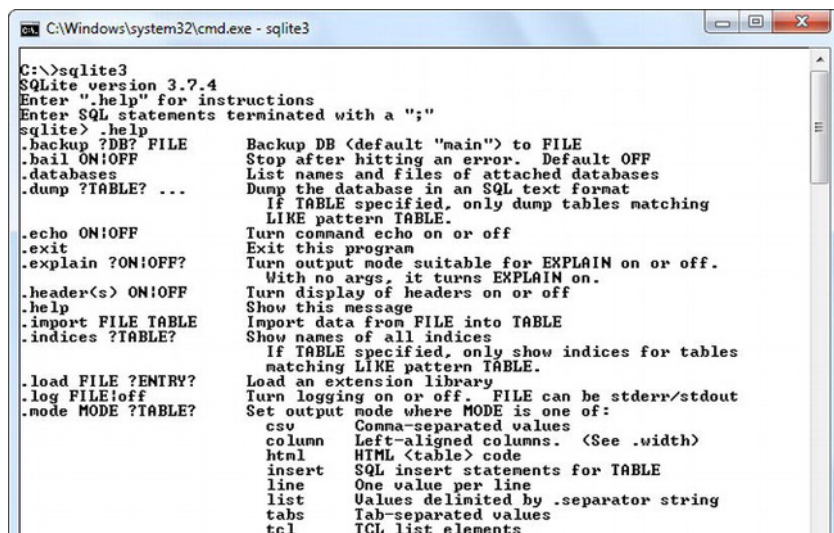 C:\Windows\system32\cmd.exe - sqlite3
C:\>sqlite3
SQLite version 3.7.4
Enter ".help" for instructions
Enter SQL statements terminated with a ";"
sqlite> .help
.backup ?DB? FILE      Backup DB (default "main") to FILE
.bail ON|OFF           Stop after hitting an error.  Default OFF
.databases             List names and files of attached databases
.dump ?TABLE? ...      Dump the database in an SQL text format
                         If TABLE specified, only dump tables matching
                         LIKE pattern TABLE.
.echo ON|OFF           Turn command echo on or off
.exit                  Exit this program
.explain ?ON|OFF?      Turn output mode suitable for EXPLAIN on or off.
                         With no args, it turns EXPLAIN on.
.header(s) ON|OFF      Turn display of headers on or off
.help                  Show this message
.import FILE TABLE     Import data from FILE into TABLE
.indices ?TABLE?       Show names of all indices
                         If TABLE specified, only show indices for tables
                         matching LIKE pattern TABLE.
.load FILE ?ENTRY?     Load an extension library
.log FILE|off          Turn logging on or off.  FILE can be stderr/stdout
.mode MODE ?TABLE?     Set output mode where MODE is one of:
                         csv      Comma-separated values
                         column   Left-aligned columns.  (See .width)
                         html     HTML <table> code
                         insert   SQL insert statements for TABLE
                         line     One value per line
                         list     Values delimited by .separator string
                         tabs     Tab-separated values
                         tcl      TCL list elements